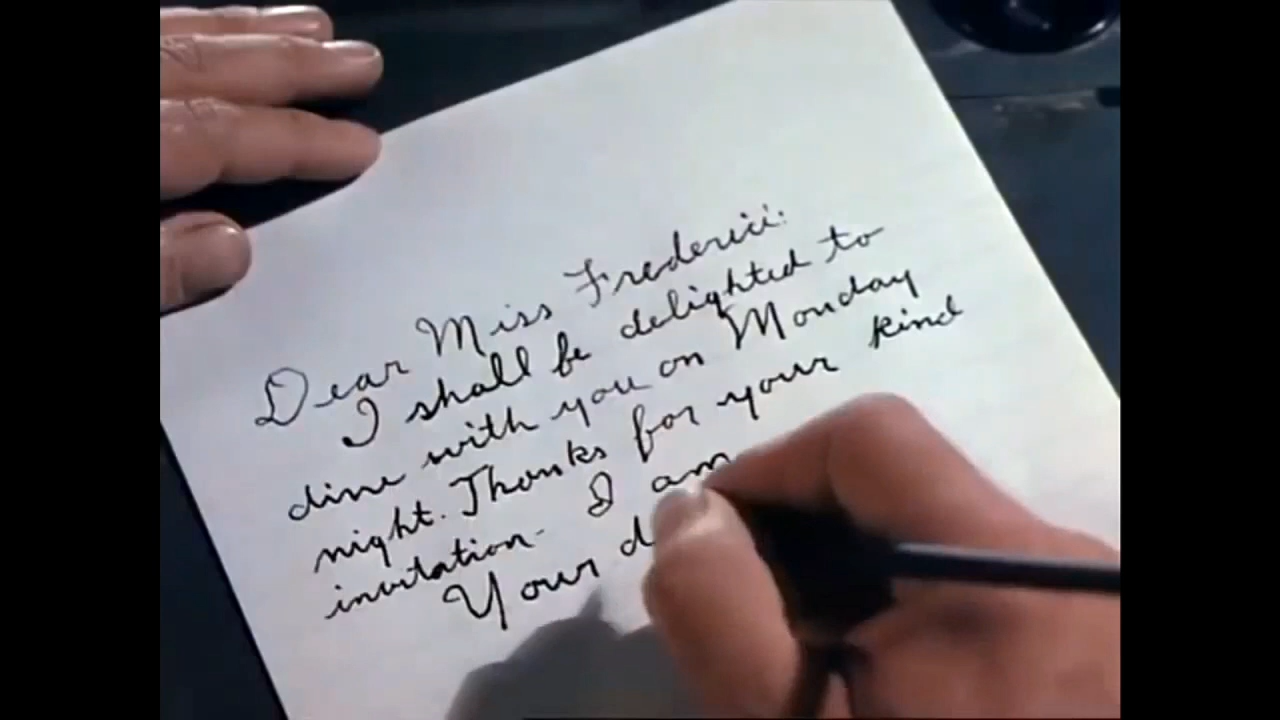 Dear Miss Frederici:
I shall be delighted to
dine with you on Monday
night. Thanks for your kind
invitation- I am
Your d